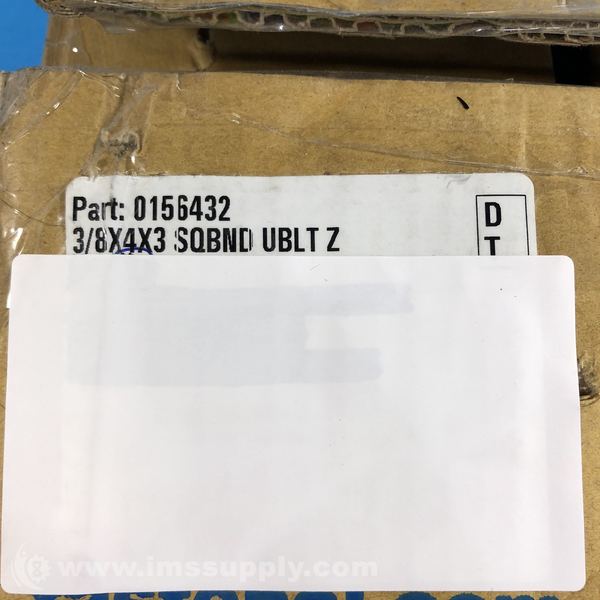 Part: 0156432
3/8X4X3 SQBND UBLT Z
D
T
www.imssupply.com